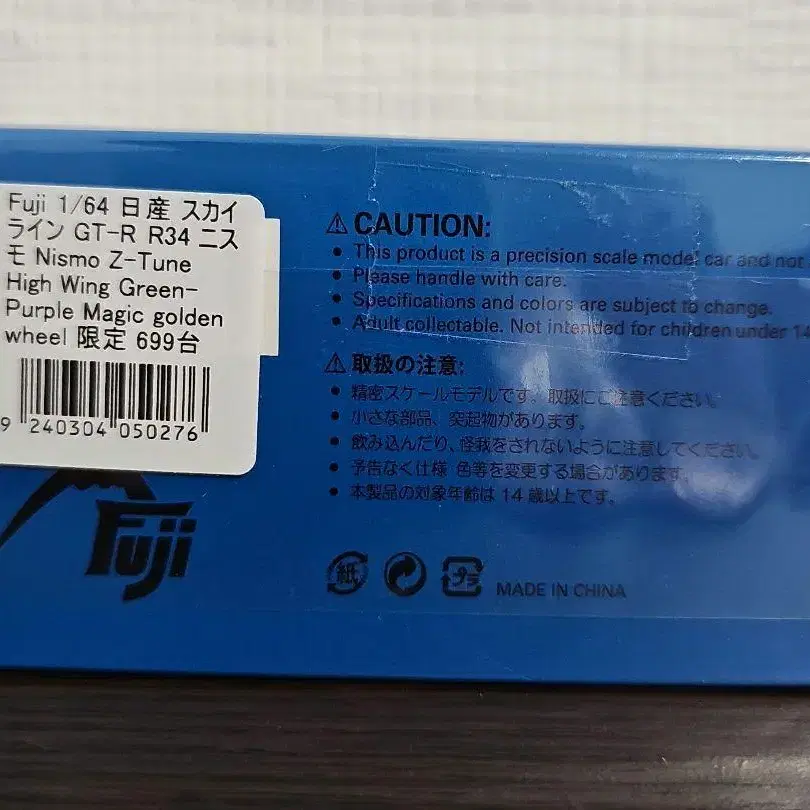 Fuji 1/64 日産 スカイ
ライン GT-R R34 ニス
モ Nismo Z-Tune
High Wing Green-
Purple Magic golden
wheel 限定 699台
9 240304 050276
Fuji
CAUTION:
• This product is a precision scale model car and not
• Please handle with care.
• Specifications and colors are subject to change.
• Adult collectable. Not intended for children under 14
取扱の注意:
• 精密スケールモデルです、取扱にご注意ください。
• 小さな部品、突起物があります。
• 飲み込んだり、怪我をされないように注意してください。
• 予告なく仕様 色等を変更する場合があります。
• 本製品の対象年齢は 14 歳以上です。
紙 プラ MADE IN CHINA